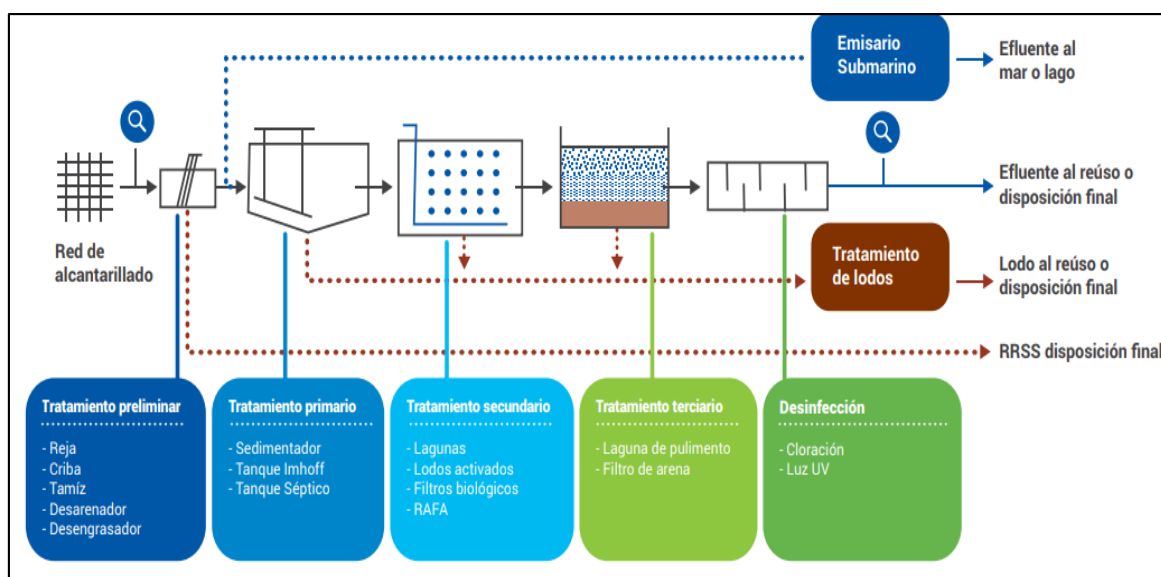 Emisario
Submarino
Efluente al
mar o lago
Efluente al reúso o
disposición final
Red de
alcantarillado
Tratamiento
de lodos
Lodo al reúso o
disposición final
RRSS disposición final
Tratamiento preliminar
- Reja
- Criba
- Tamíz
- Desarenador
- Desengrasador
Tratamiento primario
- Sedimentador
- Tanque Imhoff
- Tanque Séptico
Tratamiento secundario
- Lagunas
- Lodos activados
- Filtros biológicos
- RAFA
Tratamiento terciario
- Laguna de pulimento
- Filtro de arena
Desinfección
- Cloración
- Luz UV